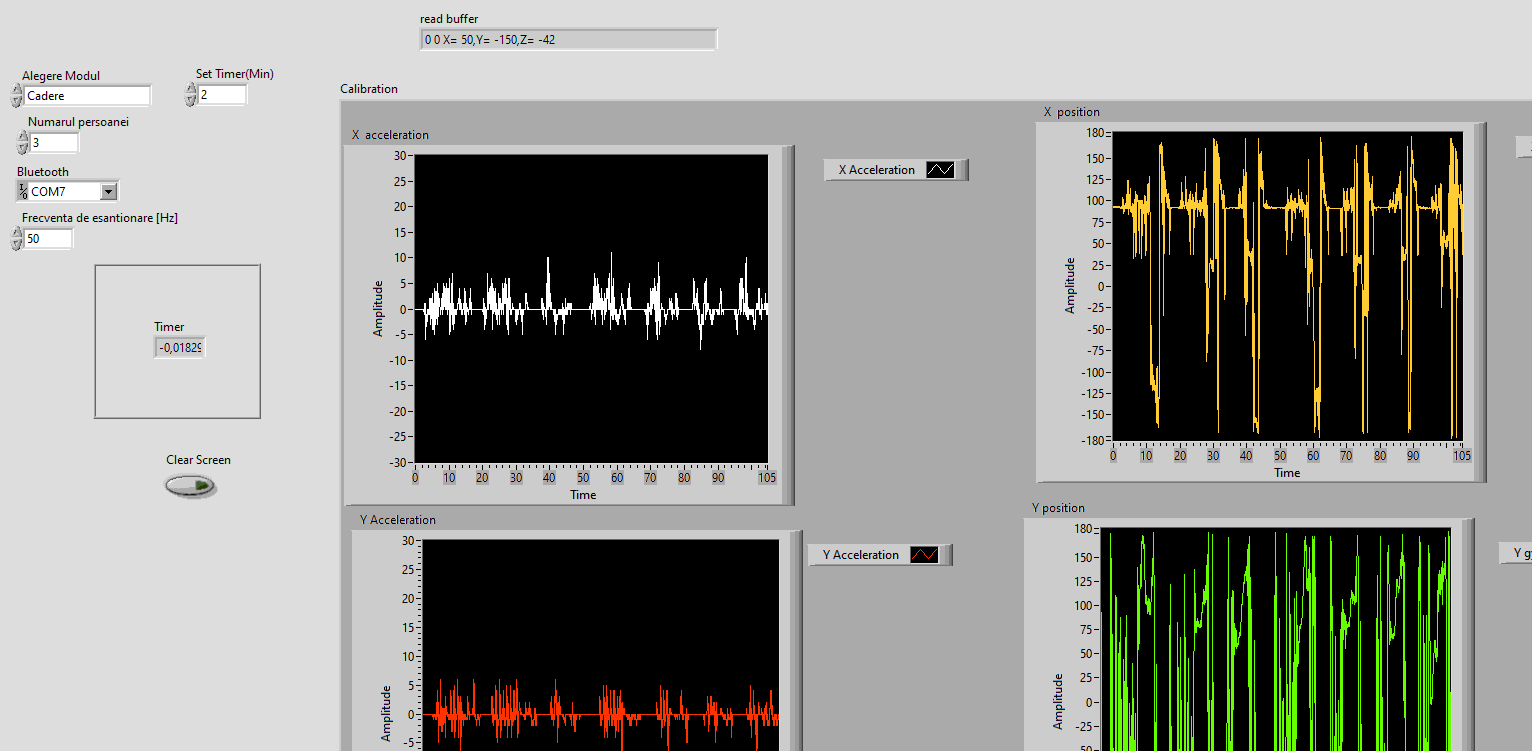 read buffer
0 0 X= 50,Y= -150,Z= -42
Alegere Modul
Cadere
Set Timer(Min)
2
Numarul persoanei
3
Bluetooth
COM7
Frecventa de esantionare [Hz]
50
Timer
-0,01829
Clear Screen
Calibration
X acceleration
X Acceleration
30
25
20
15
10
5
0
-5
-10
-15
-20
-25
-30
Amplitude
0 10 20 30 40 50 60 70 80 90 105
Time
X position
180
150
125
100
75
50
25
0
-25
-50
-75
-100
-125
-150
-180
Amplitude
0 10 20 30 40 50 60 70 80 90 105
Time
Y Acceleration
Y Acceleration
30
25
20
15
10
5
0
-5
Amplitude
Y position
180
150
125
100
75
50
25
0
-25
-50
Amplitude
Y g